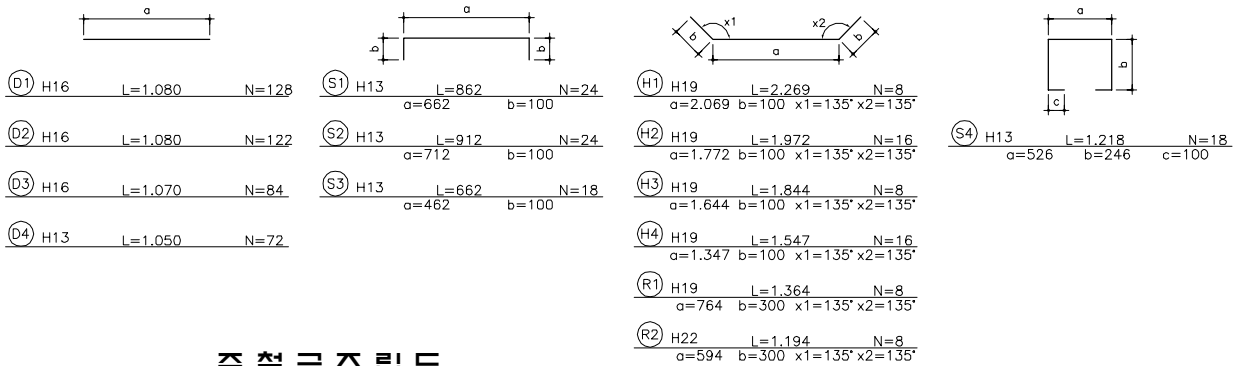 a
D1 H16 L=1.080 N=128
D2 H16 L=1.080 N=122
D3 H16 L=1.070 N=84
D4 H13 L=1.050 N=72
a
b b
S1 H13 L=862 N=24
a=662 b=100
S2 H13 L=912 N=24
a=712 b=100
S3 H13 L=662 N=18
a=462 b=100
x1 x2
b b
a
H1 H19 L=2.269 N=8
a=2.069 b=100 x1=135° x2=135°
H2 H19 L=1.972 N=16
a=1.772 b=100 x1=135° x2=135°
H3 H19 L=1.844 N=8
a=1.644 b=100 x1=135° x2=135°
H4 H19 L=1.547 N=16
a=1.347 b=100 x1=135° x2=135°
R1 H19 L=1.364 N=8
a=764 b=300 x1=135° x2=135°
R2 H22 L=1.194 N=8
a=594 b=300 x1=135° x2=135°
a
b
c
S4 H13 L=1.218 N=18
a=526 b=246 c=100